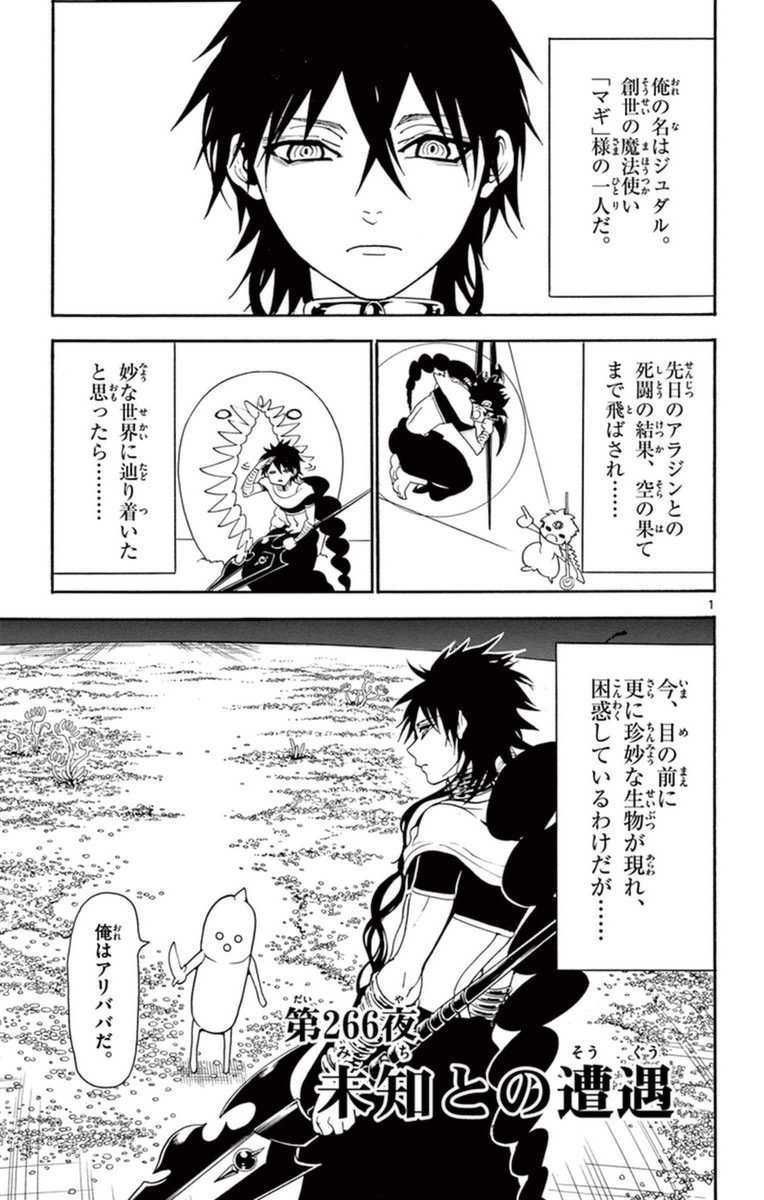 俺の名はジュダル。
創世の魔法使い
「マギ」様の一人だ。
先日のアラジンとの
死闘の結果、空の果て
まで飛ばされ……
妙な世界に辿り着いた
と思ったら………
1
今、目の前に
更に珍妙な生物が現れ、
困惑しているわけだが……
俺はアリババだ。
第266夜
未知との遭遇